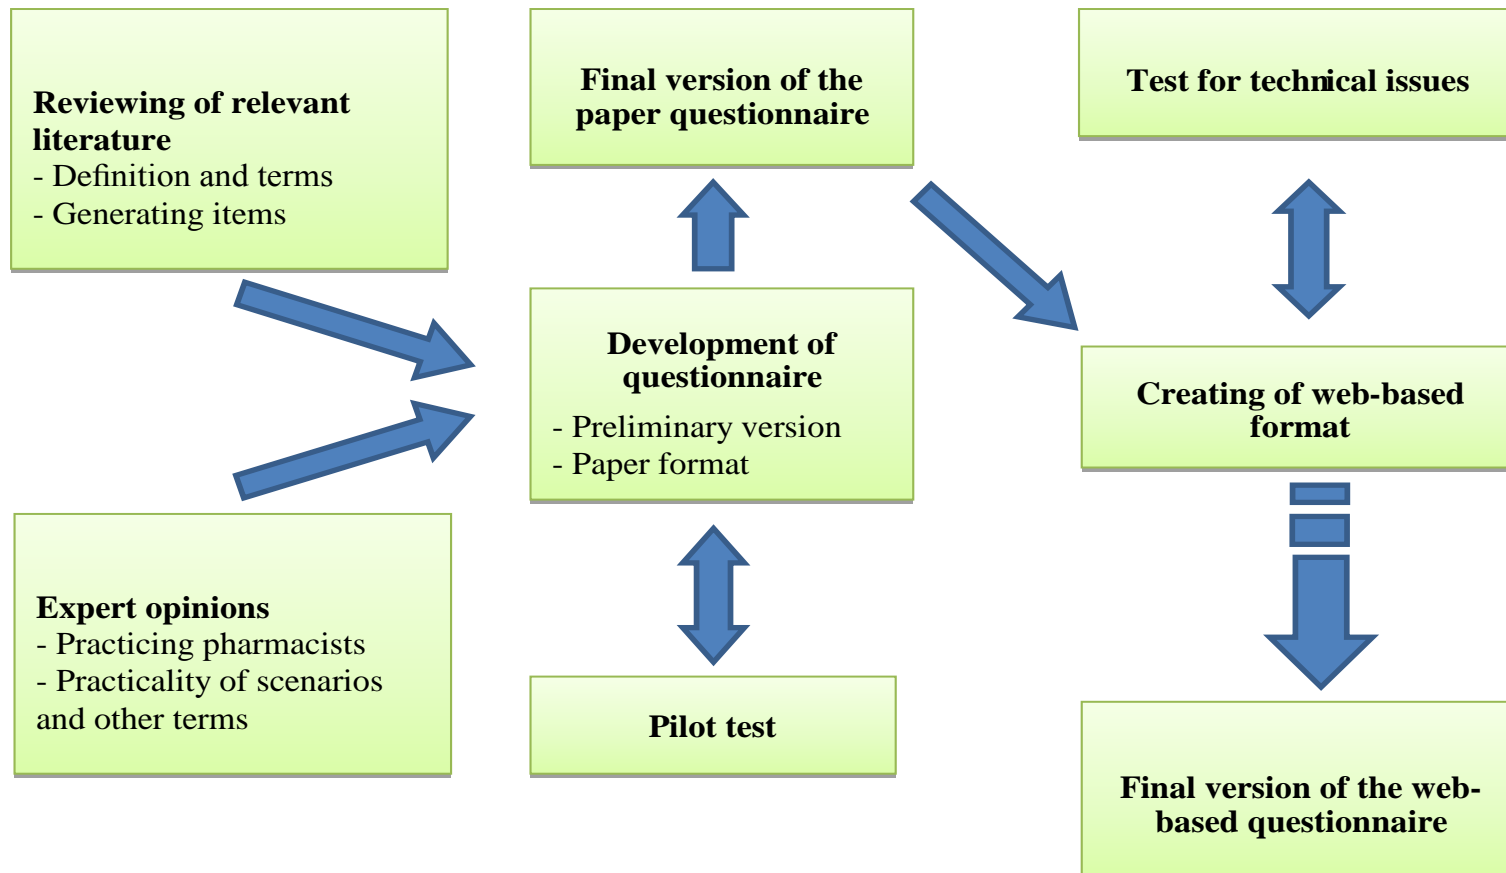 Reviewing of relevant
literature
- Definition and terms
- Generating items
Expert opinions
- Practicing pharmacists
- Practicality of scenarios
and other terms
Final version of the
paper questionnaire
Development of
questionnaire
- Preliminary version
- Paper format
Pilot test
Test for technical issues
Creating of web-based
format
Final version of the web-
based questionnaire